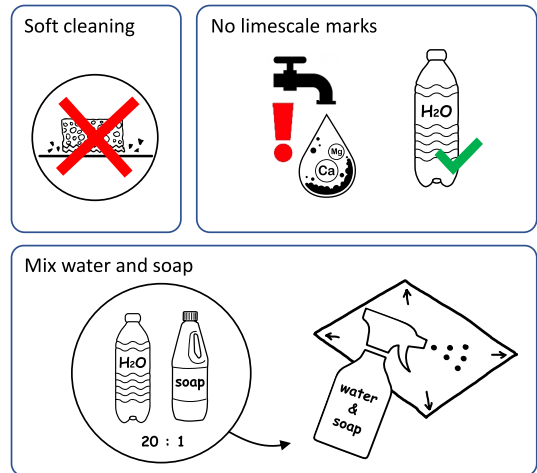 Soft cleaning
No limescale marks
Mg
Ca
H2O
Mix water and soap
H2O
soap
20 : 1
water
&
soap